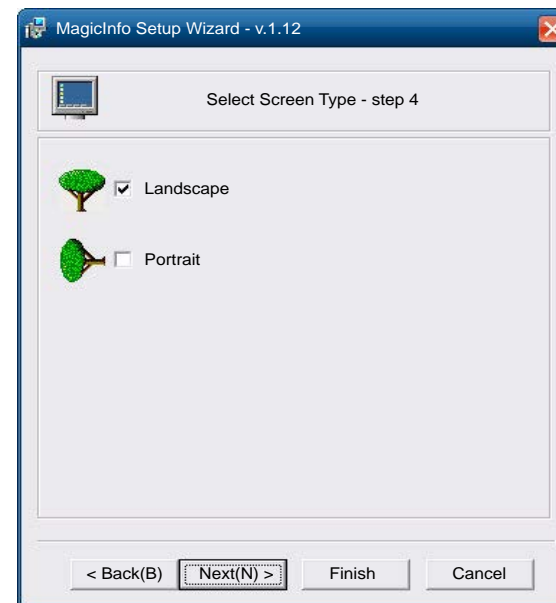 MagicInfo Setup Wizard - v.1.12
Select Screen Type - step 4
Landscape
Portrait
< Back(B) Next(N) > Finish Cancel